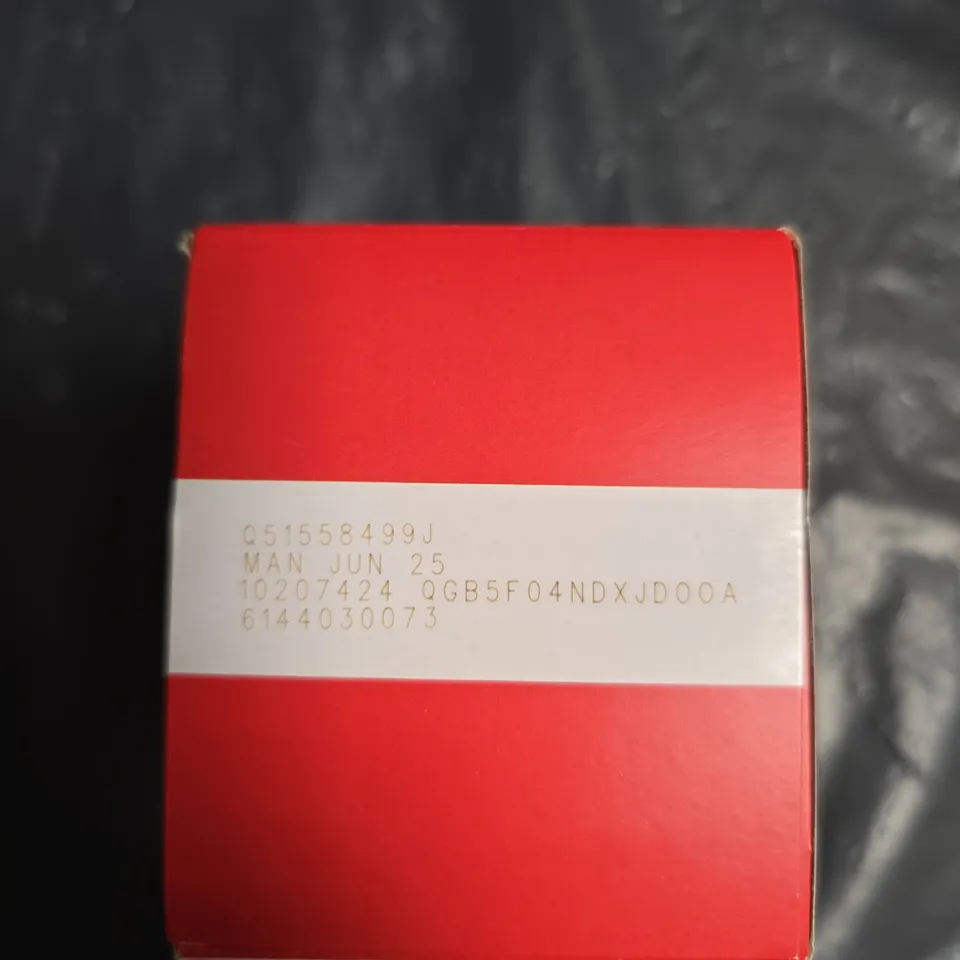 Q51558499J
MAN JUN 25
10207424 QGB5F04NDXJD00A
6144030073